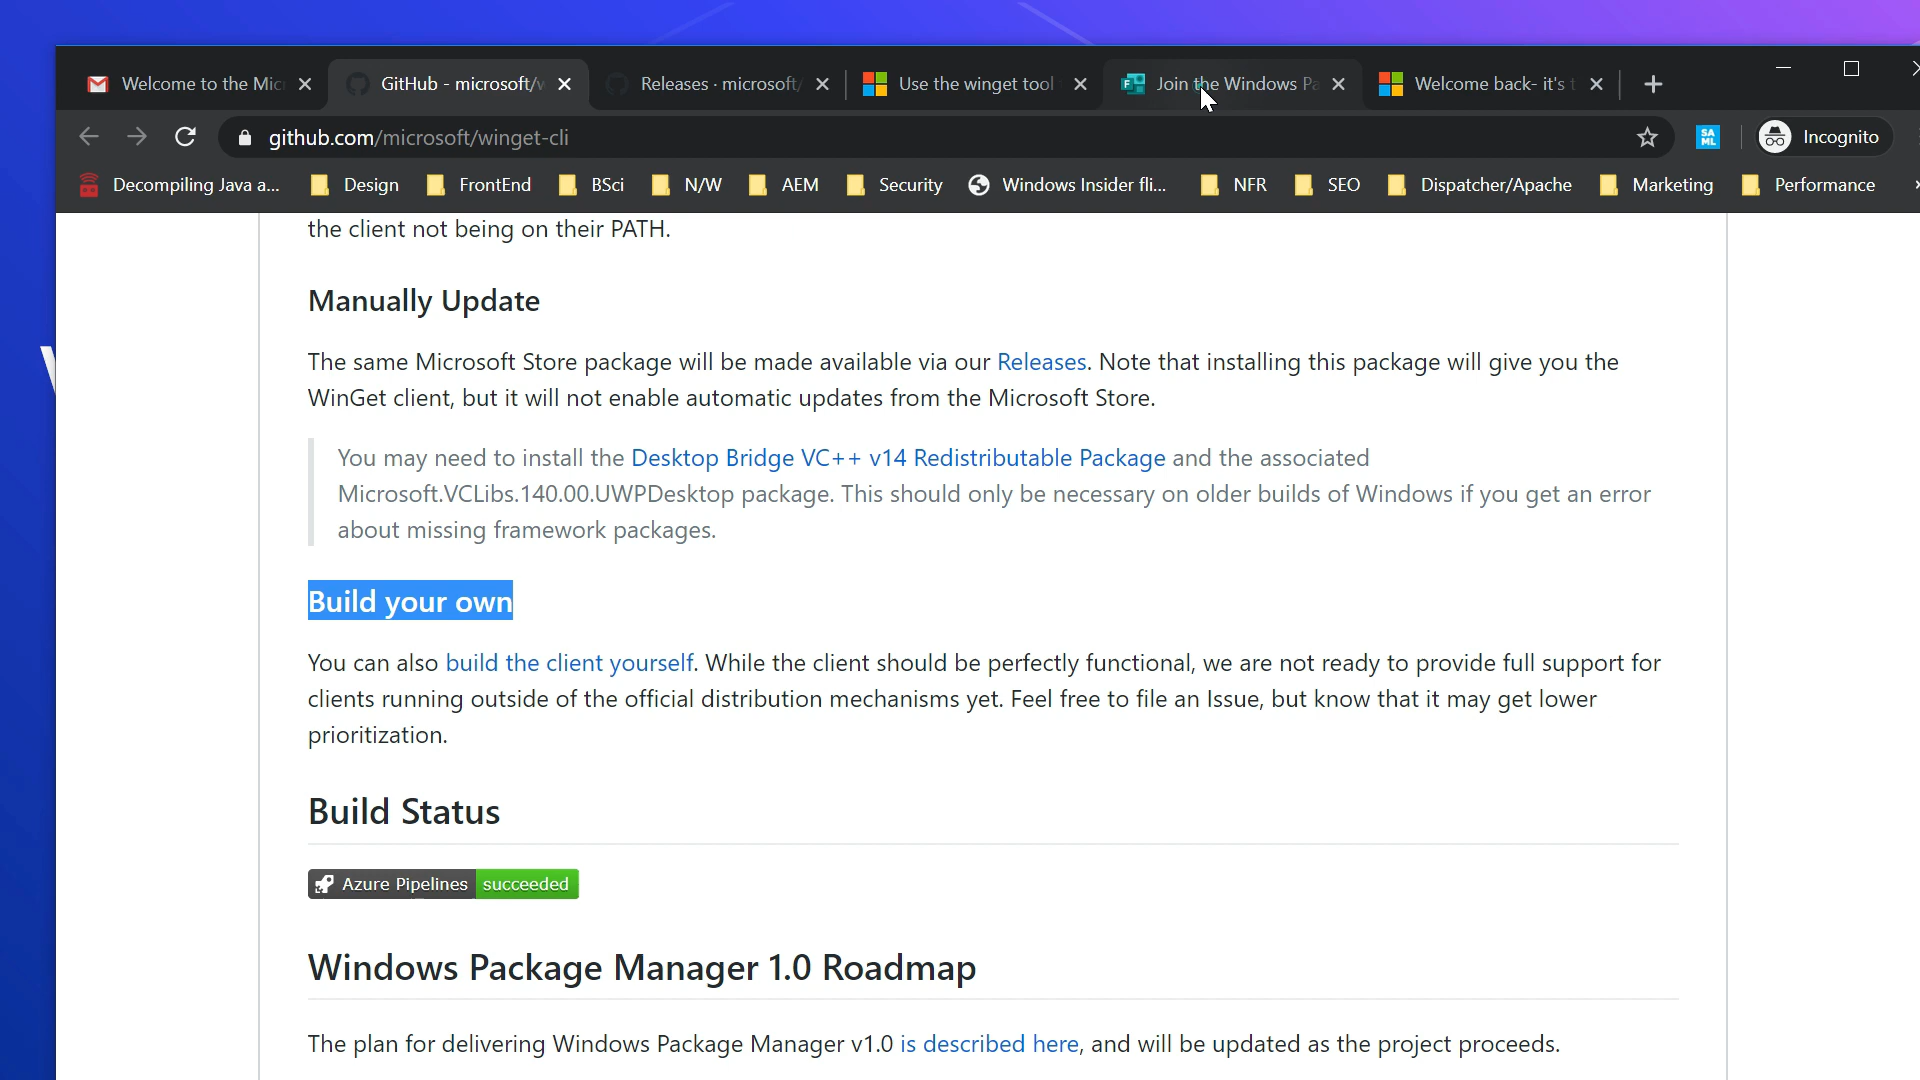 Welcome to the Mic
GitHub - microsoft/w
Releases · microsoft/
Use the winget tool
Join the Windows Pa
Welcome back- it's t
github.com/microsoft/winget-cli
SA
ML
Incognito
Decompiling Java a...
Design
FrontEnd
BSci
N/W
AEM
Security
Windows Insider fli...
NFR
SEO
Dispatcher/Apache
Marketing
Performance
the client not being on their PATH.
Manually Update
The same Microsoft Store package will be made available via our Releases. Note that installing this package will give you the
WinGet client, but it will not enable automatic updates from the Microsoft Store.
You may need to install the Desktop Bridge VC++ v14 Redistributable Package and the associated
Microsoft.VCLibs.140.00.UWPDesktop package. This should only be necessary on older builds of Windows if you get an error
about missing framework packages.
Build your own
You can also build the client yourself. While the client should be perfectly functional, we are not ready to provide full support for
clients running outside of the official distribution mechanisms yet. Feel free to file an Issue, but know that it may get lower
prioritization.
Build Status
Azure Pipelines succeeded
Windows Package Manager 1.0 Roadmap
The plan for delivering Windows Package Manager v1.0 is described here, and will be updated as the project proceeds.